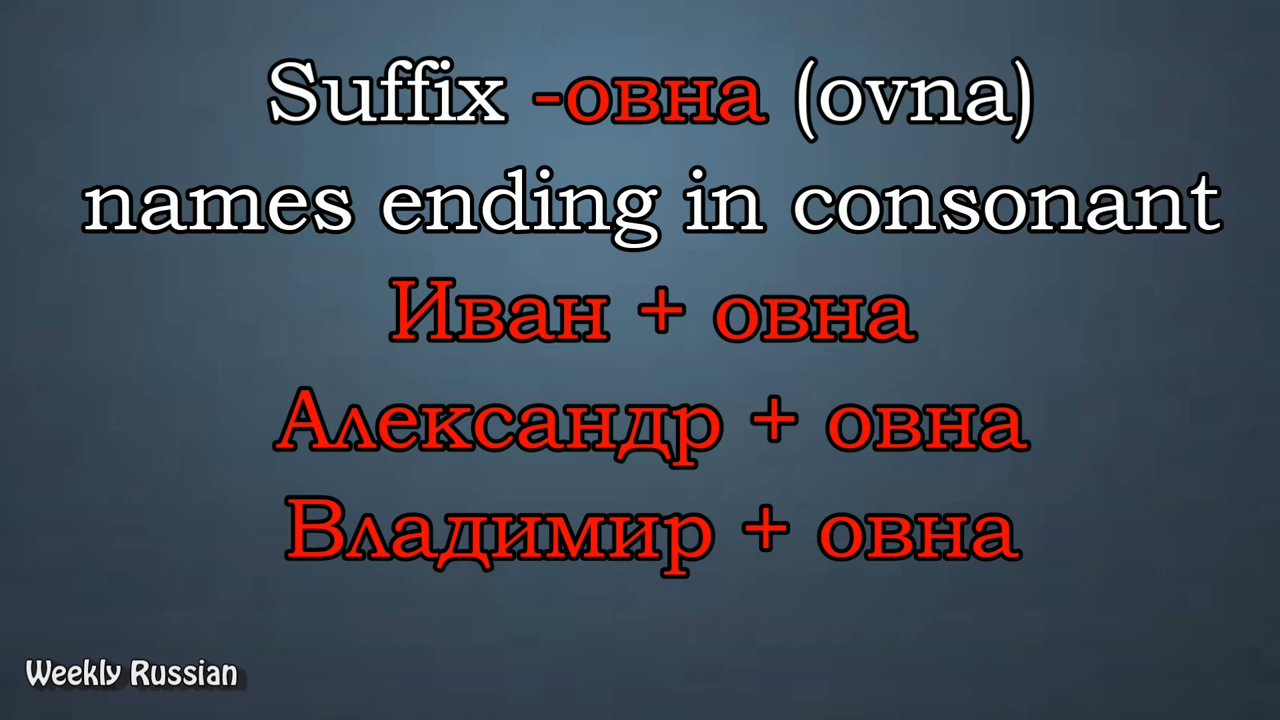 Suffix -овна (ovna)
names ending in consonant
Иван + овна
Александр + овна
Владимир + овна
Weekly Russian